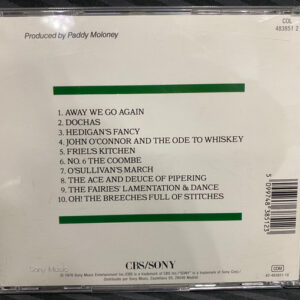 Produced by Paddy Moloney
COL
483651 2
1. AWAY WE GO AGAIN
2. DOCHAS
3. HEDIGAN'S FANCY
4. JOHN O'CONNOR AND THE ODE TO WHISKEY
5. FRIEL'S KITCHEN
6. NO. 6 THE COOMBE
7. O'SULLIVAN'S MARCH
8. THE ACE AND DEUCE OF PIPERING
9. THE FAIRIES' LAMENTATION & DANCE
10. OH! THE BREECHES FULL OF STITCHES
Sony Music
CBS/SONY